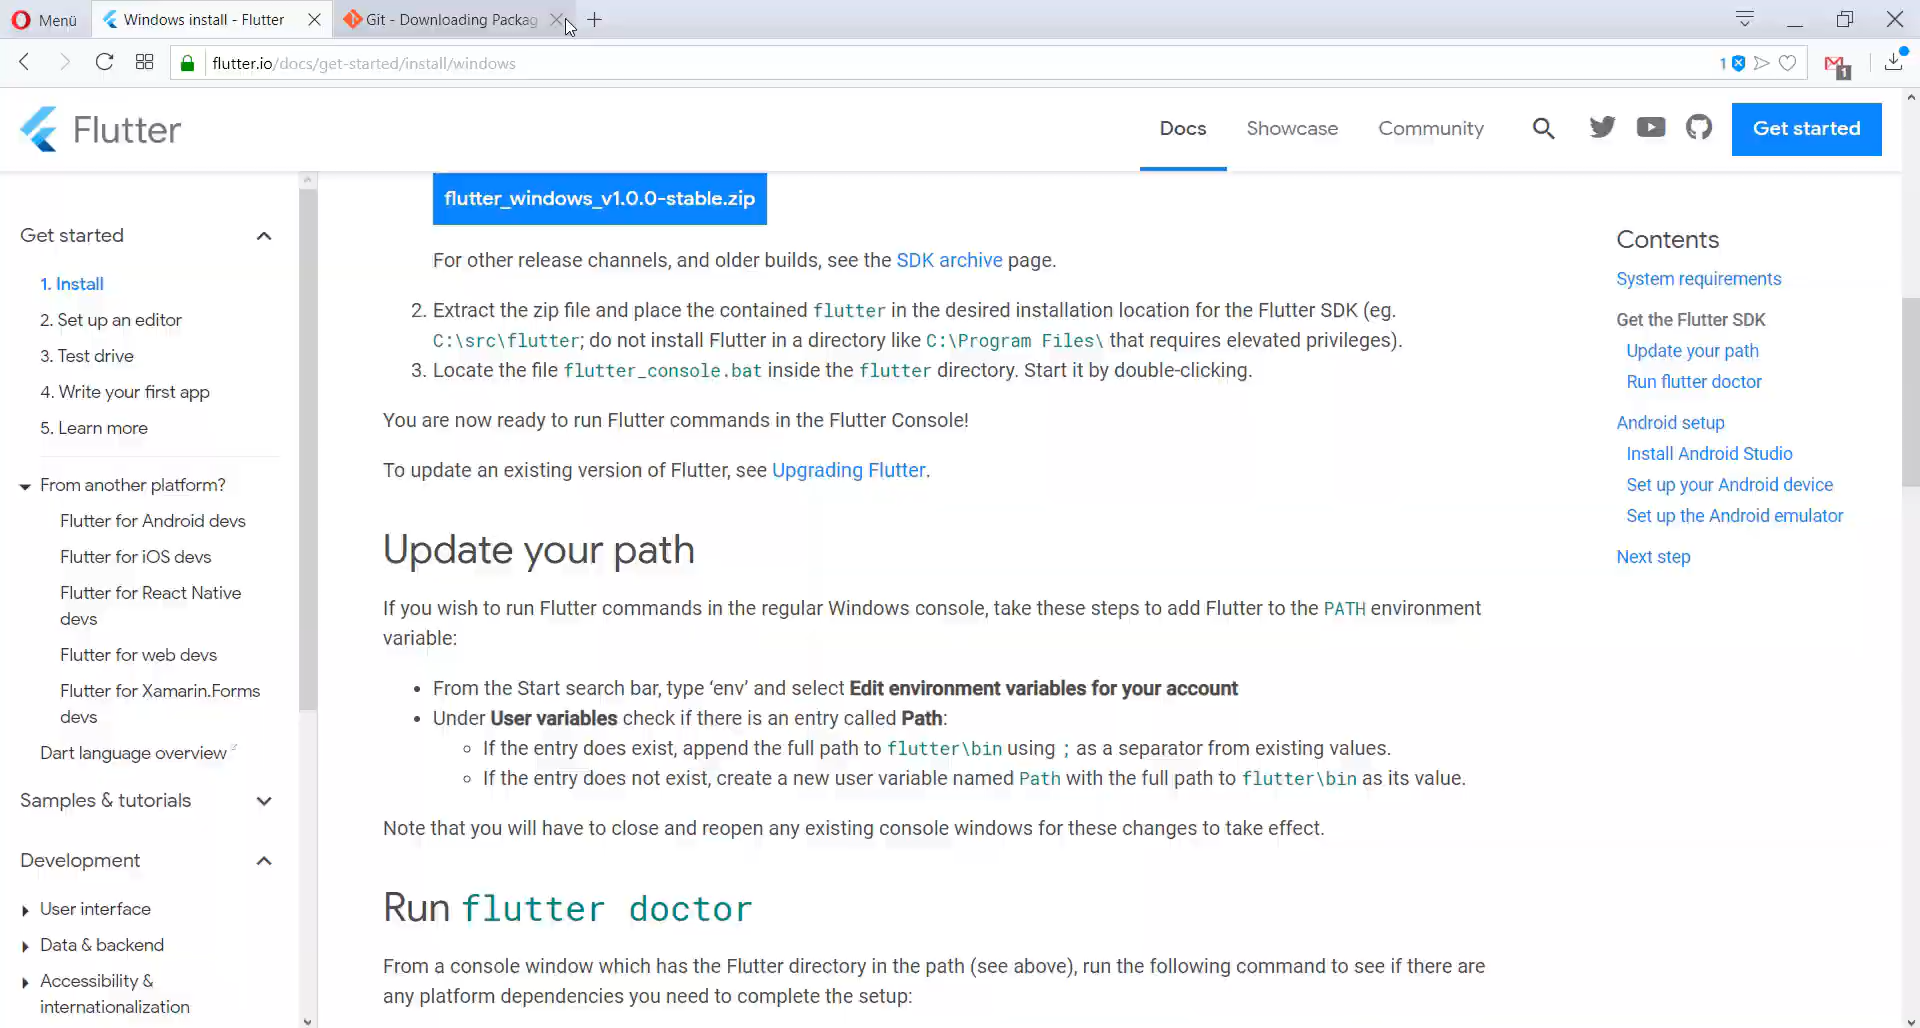 Menü
Windows install - Flutter
Git - Downloading Packag
flutter.io/docs/get-started/install/windows
1
1
Flutter
Docs
Showcase
Community
Get started
Get started
1. Install
2. Set up an editor
3. Test drive
4. Write your first app
5. Learn more
From another platform?
Flutter for Android devs
Flutter for iOS devs
Flutter for React Native
devs
Flutter for web devs
Flutter for Xamarin.Forms
devs
Dart language overview
Samples & tutorials
Development
User interface
Data & backend
Accessibility &
internationalization
flutter_windows_v1.0.0-stable.zip
For other release channels, and older builds, see the SDK archive page.
2. Extract the zip file and place the contained flutter in the desired installation location for the Flutter SDK (eg.
C:\src\flutter; do not install Flutter in a directory like C:\Program Files\ that requires elevated privileges).
3. Locate the file flutter_console.bat inside the flutter directory. Start it by double-clicking.
You are now ready to run Flutter commands in the Flutter Console!
To update an existing version of Flutter, see Upgrading Flutter.
Update your path
If you wish to run Flutter commands in the regular Windows console, take these steps to add Flutter to the PATH environment
variable:
• From the Start search bar, type ‘env’ and select Edit environment variables for your account
• Under User variables check if there is an entry called Path:
◦ If the entry does exist, append the full path to flutter\bin using ; as a separator from existing values.
◦ If the entry does not exist, create a new user variable named Path with the full path to flutter\bin as its value.
Note that you will have to close and reopen any existing console windows for these changes to take effect.
Run flutter doctor
From a console window which has the Flutter directory in the path (see above), run the following command to see if there are
any platform dependencies you need to complete the setup:
Contents
System requirements
Get the Flutter SDK
Update your path
Run flutter doctor
Android setup
Install Android Studio
Set up your Android device
Set up the Android emulator
Next step